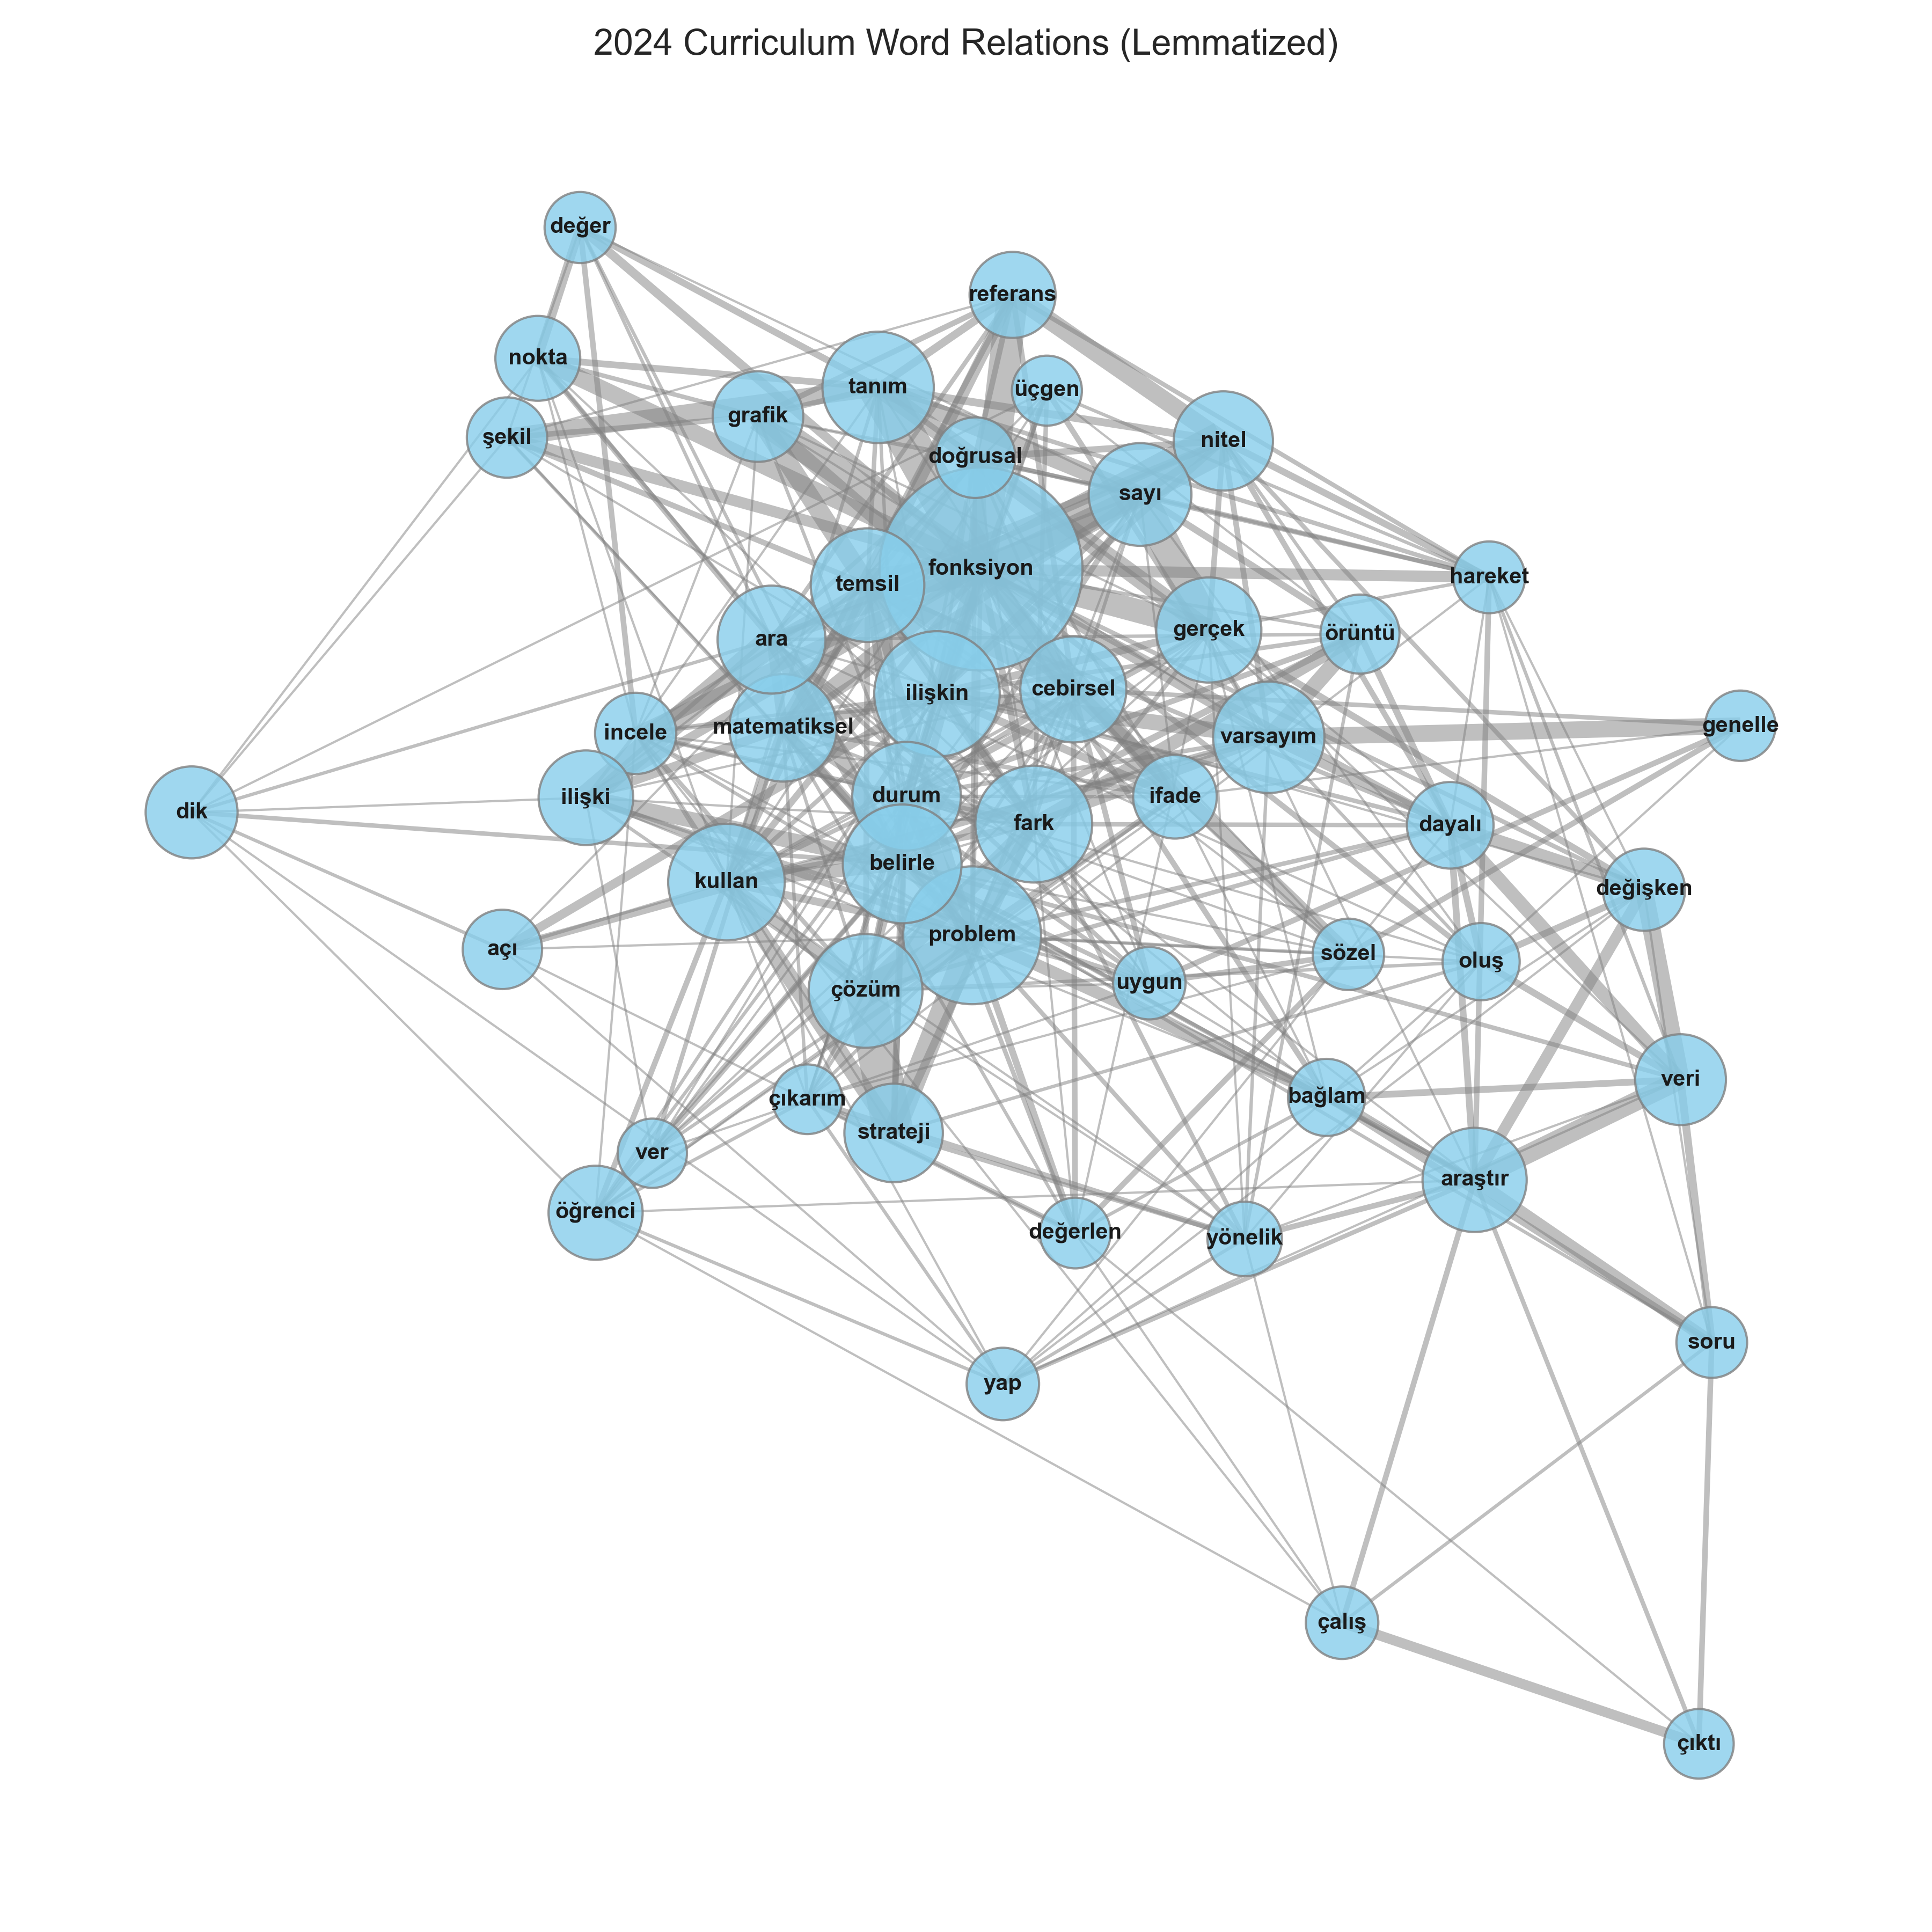 2024 Curriculum Word Relations (Lemmatized)
değer
referans
nokta
tanım
üçgen
grafik
şekil
nitel
doğrusal
sayı
fonksiyon
hareket
temsil
gerçek
örüntü
ara
cebirsel
ilişkin
genelle
matematiksel
incele
varsayım
durum
ifade
ilişki
dik
fark
dayalı
belirle
kullan
değişken
problem
açı
sözel
oluş
uygun
çözüm
veri
bağlam
çıkarım
strateji
ver
araştır
öğrenci
değerlen
yönelik
soru
yap
çalış
çıktı